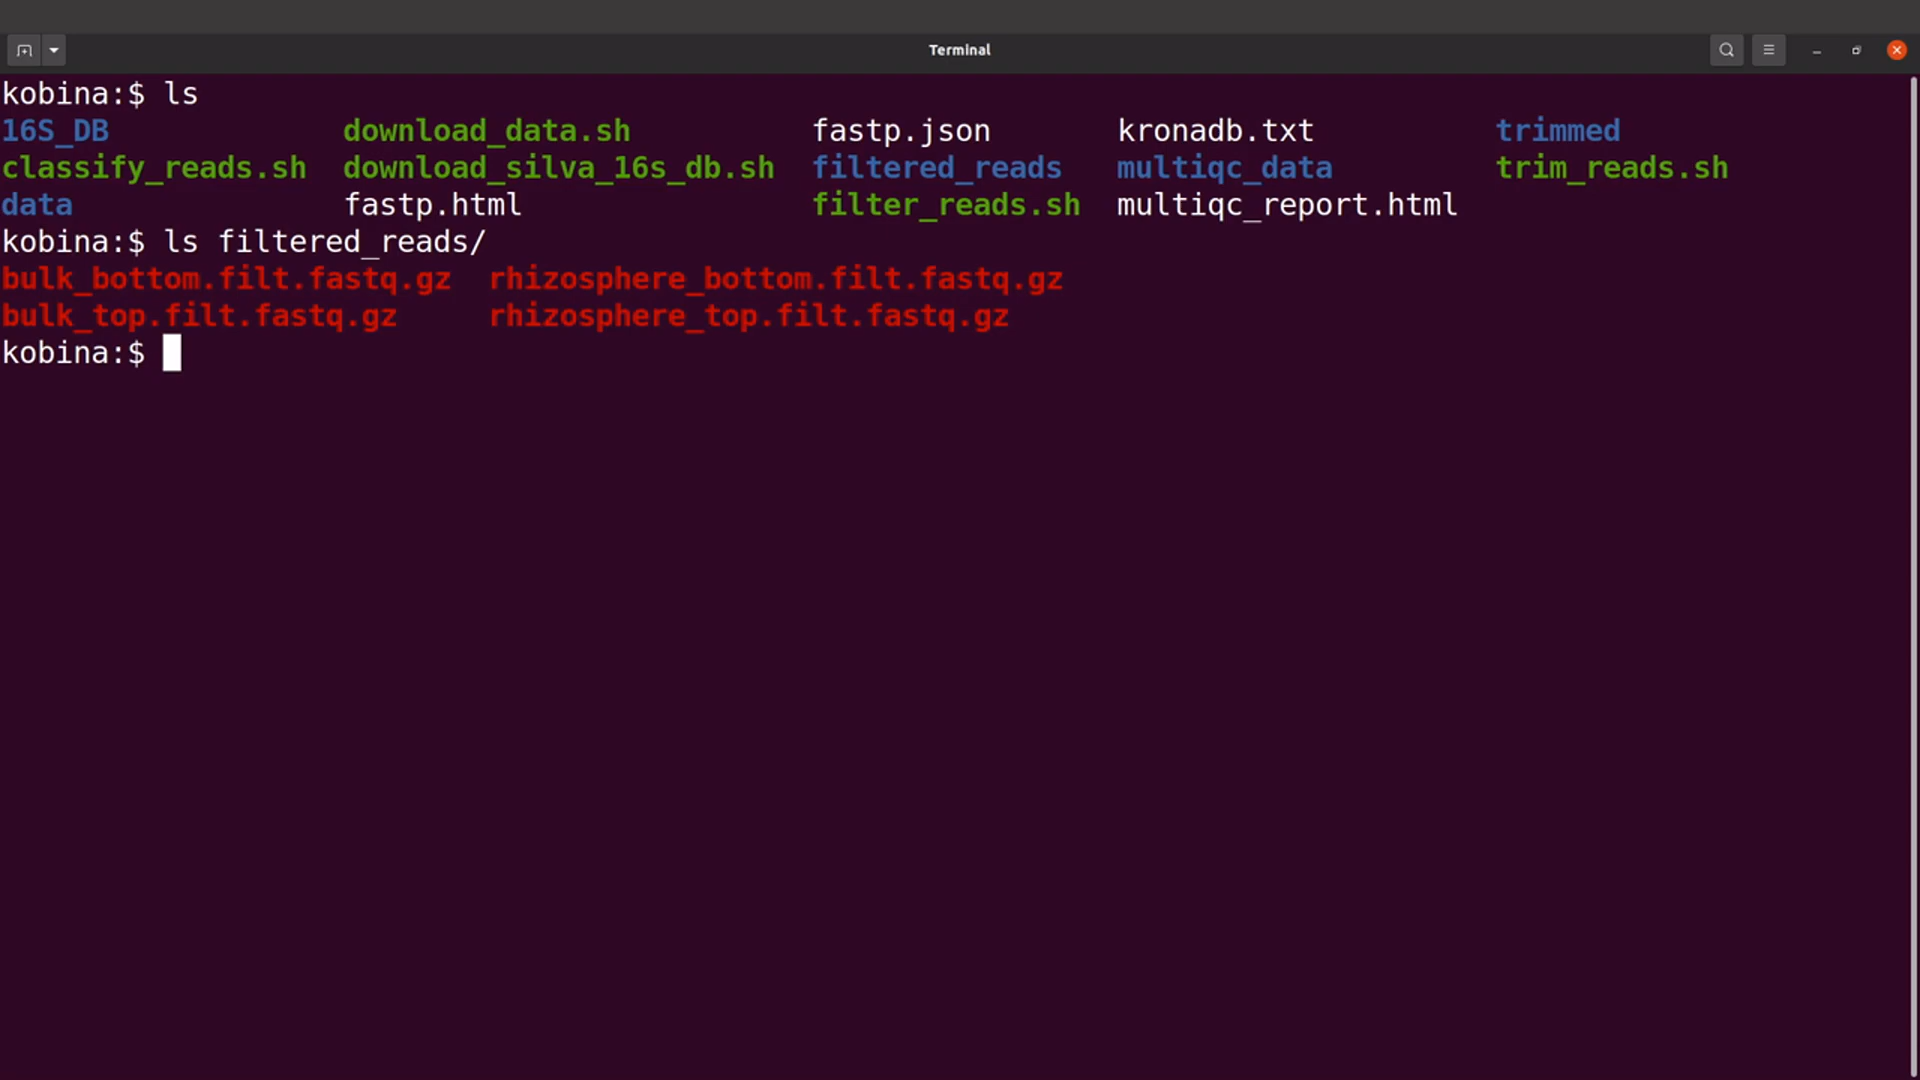 Terminal
kobina:$ ls
16S_DB download_data.sh fastp.json kronadb.txt trimmed
classify_reads.sh download_silva_16s_db.sh filtered_reads multiqc_data trim_reads.sh
data fastp.html filter_reads.sh multiqc_report.html
kobina:$ ls filtered_reads/
bulk_bottom.filt.fastq.gz rhizosphere_bottom.filt.fastq.gz
bulk_top.filt.fastq.gz rhizosphere_top.filt.fastq.gz
kobina:$